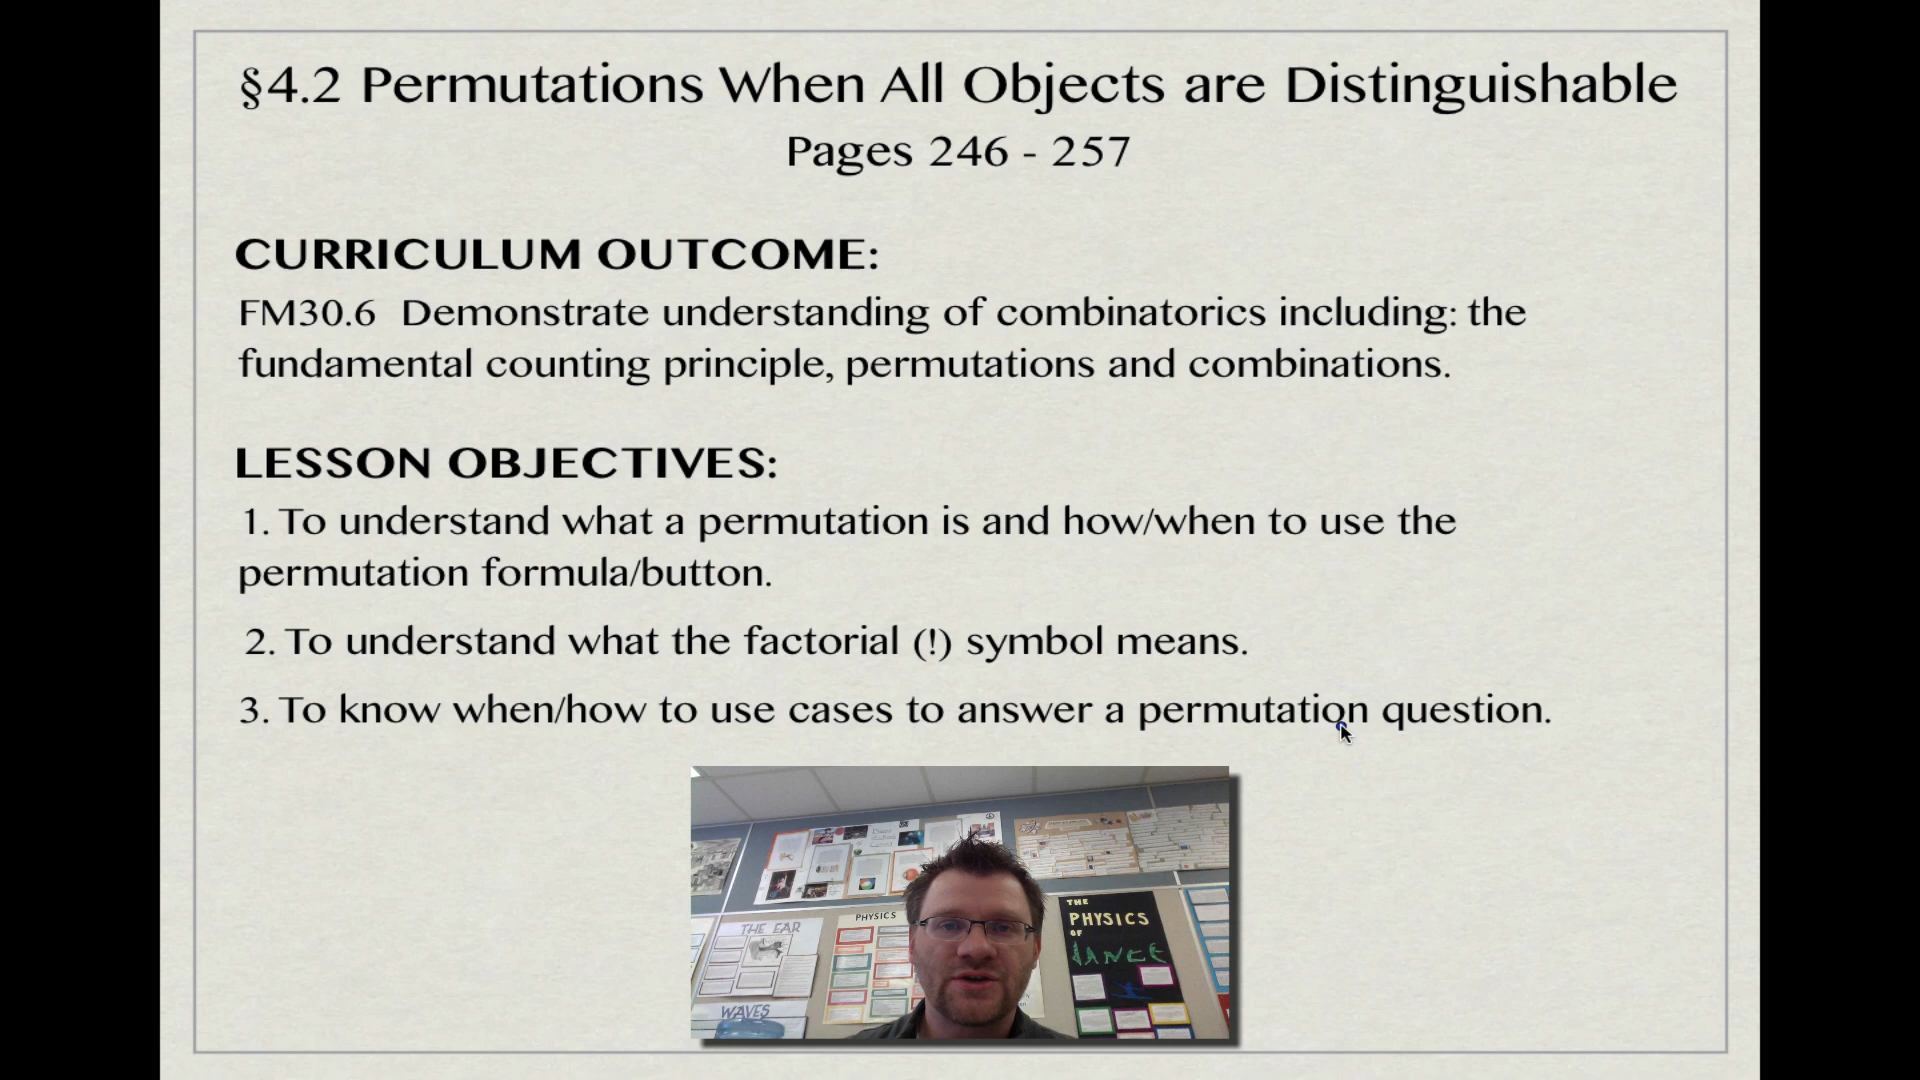 §4.2 Permutations When All Objects are Distinguishable
Pages 246 - 257
CURRICULUM OUTCOME:
FM30.6 Demonstrate understanding of combinatorics including: the
fundamental counting principle, permutations and combinations.
LESSON OBJECTIVES:
1. To understand what a permutation is and how/when to use the
permutation formula/button.
2. To understand what the factorial (!) symbol means.
3. To know when/how to use cases to answer a permutation question.
THE EAR
WAVES
PHYSICS
THE
PHYSICS
OF
DANCE